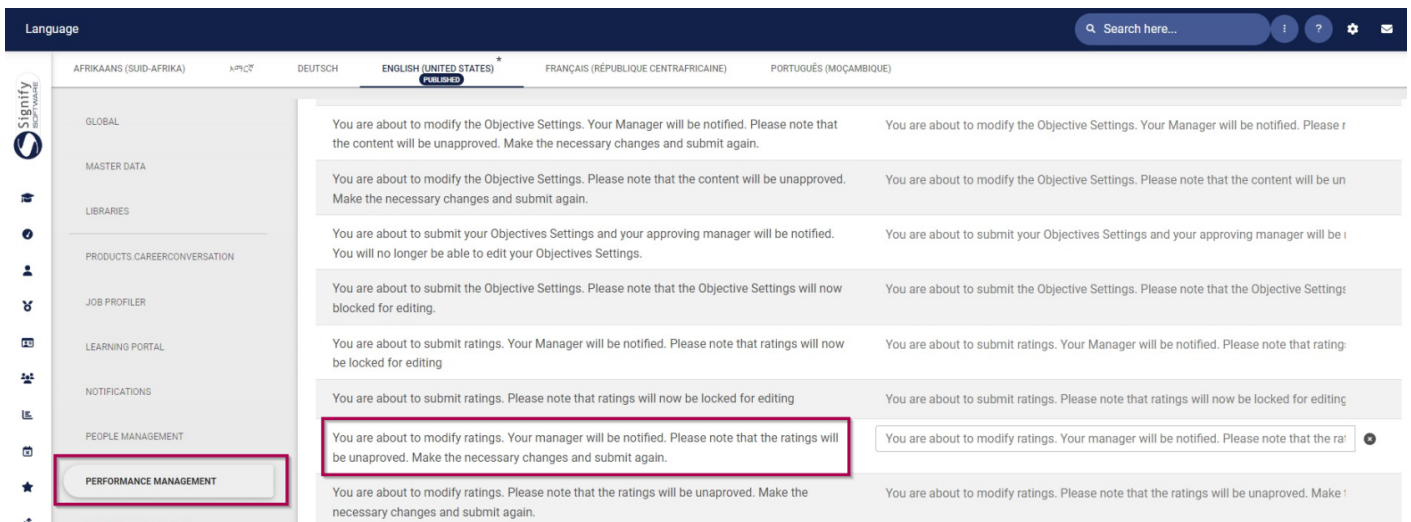 Language
Search here...
?
AFRIKAANS (SUID-AFRIKA)
አማርኛ
DEUTSCH
ENGLISH (UNITED STATES) *
PUBLISHED
FRANÇAIS (RÉPUBLIQUE CENTRAFRICAINE)
PORTUGUÊS (MOÇAMBIQUE)
Signify
SOFTWARE
GLOBAL
MASTER DATA
LIBRARIES
PRODUCTS.CAREERCONVERSATION
JOB PROFILER
LEARNING PORTAL
NOTIFICATIONS
PEOPLE MANAGEMENT
PERFORMANCE MANAGEMENT
You are about to modify the Objective Settings. Your Manager will be notified. Please note that
the content will be unapproved. Make the necessary changes and submit again.
You are about to modify the Objective Settings. Your Manager will be notified. Please
You are about to modify the Objective Settings. Please note that the content will be unapproved.
Make the necessary changes and submit again.
You are about to modify the Objective Settings. Please note that the content will be un
You are about to submit your Objectives Settings and your approving manager will be notified.
You will no longer be able to edit your Objectives Settings.
You are about to submit your Objectives Settings and your approving manager will be
You are about to submit the Objective Settings. Please note that the Objective Settings will now
blocked for editing.
You are about to submit the Objective Settings. Please note that the Objective Settings
You are about to submit ratings. Your Manager will be notified. Please note that ratings will now
be locked for editing
You are about to submit ratings. Your Manager will be notified. Please note that rating
You are about to submit ratings. Please note that ratings will now be locked for editing
You are about to submit ratings. Please note that ratings will now be locked for editing
You are about to modify ratings. Your manager will be notified. Please note that the ratings will
be unaproved. Make the necessary changes and submit again.
You are about to modify ratings. Your manager will be notified. Please note that the rat
You are about to modify ratings. Please note that the ratings will be unaproved. Make the
necessary changes and submit again.
You are about to modify ratings. Please note that the ratings will be unaproved. Make